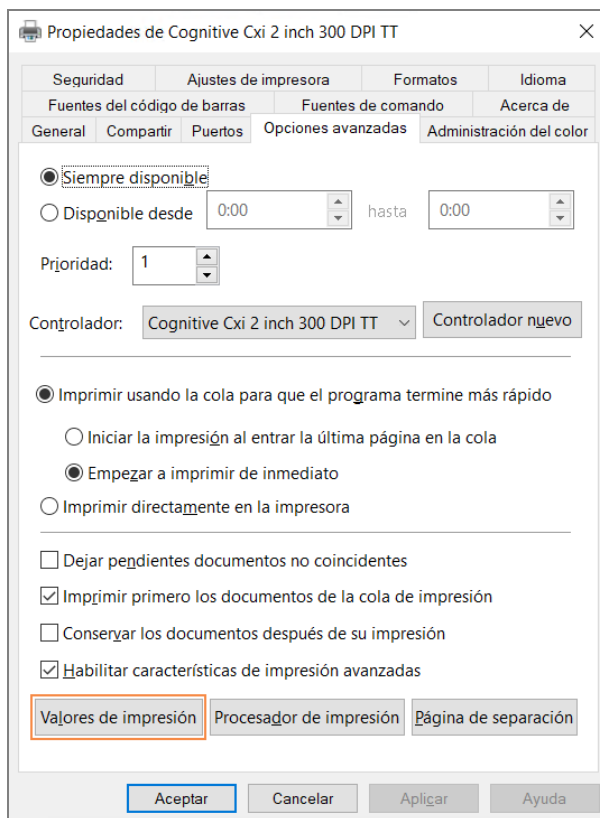 Propiedades de Cognitive Cxi 2 inch 300 DPI TT
Seguridad Ajustes de impresora Formatos Idioma
Fuentes del código de barras Fuentes de comando Acerca de
General Compartir Puertos Opciones avanzadas Administración del color
Siempre disponible
Disponible desde 0:00 hasta 0:00
Prioridad: 1
Controlador: Cognitive Cxi 2 inch 300 DPI TT Controlador nuevo
Imprimir usando la cola para que el programa termine más rápido
Iniciar la impresión al entrar la última página en la cola
Empezar a imprimir de inmediato
Imprimir directamente en la impresora
Dejar pendientes documentos no coincidentes
Imprimir primero los documentos de la cola de impresión
Conservar los documentos después de su impresión
Habilitar características de impresión avanzadas
Valores de impresión Procesador de impresión Página de separación
Aceptar Cancelar Aplicar Ayuda